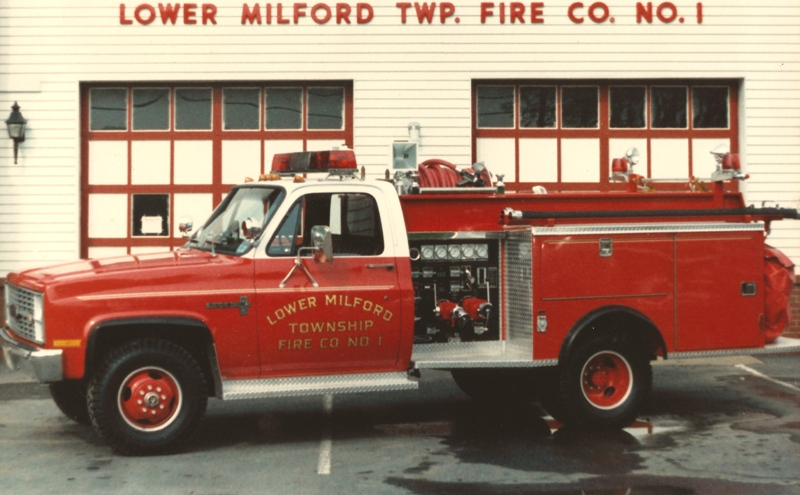 LOWER MILFORD TWP. FIRE CO. NO. 1
LOWER MILFORD
TOWNSHIP
FIRE CO NO 1